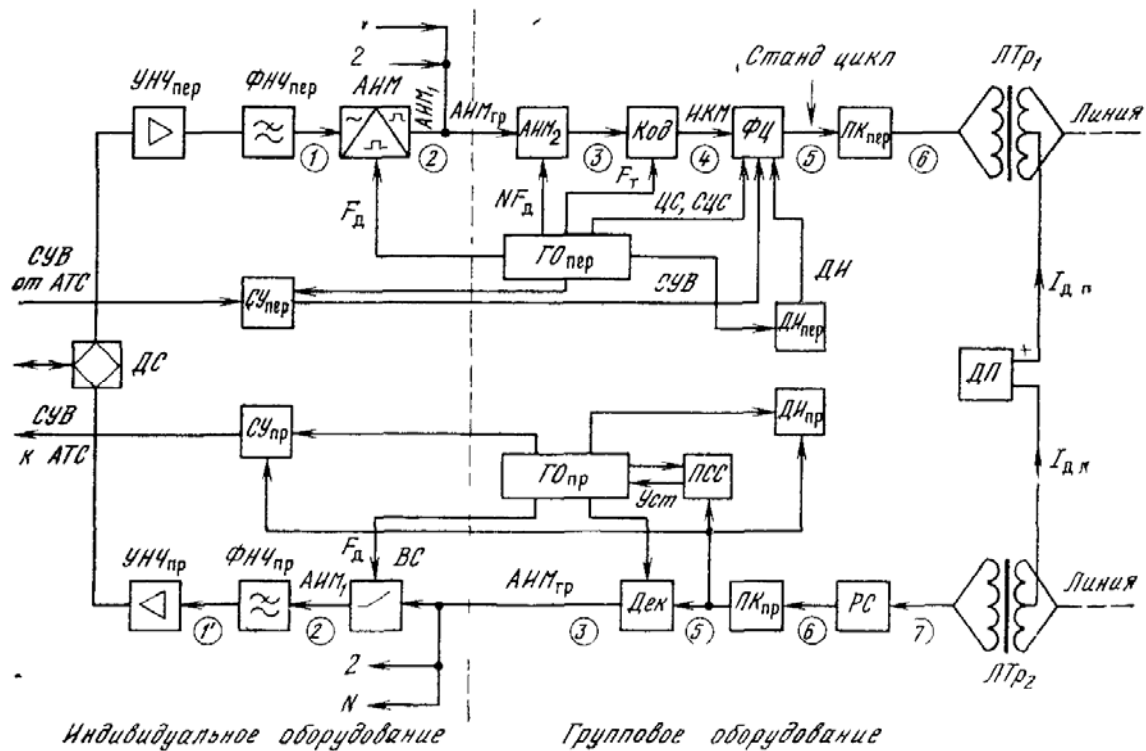 2
УНЧпер
ФНЧпер
АИМ
АИМ₁
АИМгр
АИМ₂
Код
ИКМ
ФЦ
Станд цикл
ПКпер
ЛТр₁
Линия
①
②
③
④
⑤
⑥
Fд
NFд
Fт
ЦС, СЦС
ГОпер
СУВ
от АТС
СУпер
СУВ
ДИ
ДИпер
Iд п
ДС
ДП
+
СУВ
к АТС
СУпр
ДИпр
ГОпр
ПСС
Уст
Iд п
УНЧпр
ФНЧпр
АИМ₁
Fд
ВС
АИМгр
Дек
ПКпр
РС
Линия
①'
②
③
⑤
⑥
⑦
2
N
ЛТр₂
Индивидуальное оборудование
Групповое оборудование